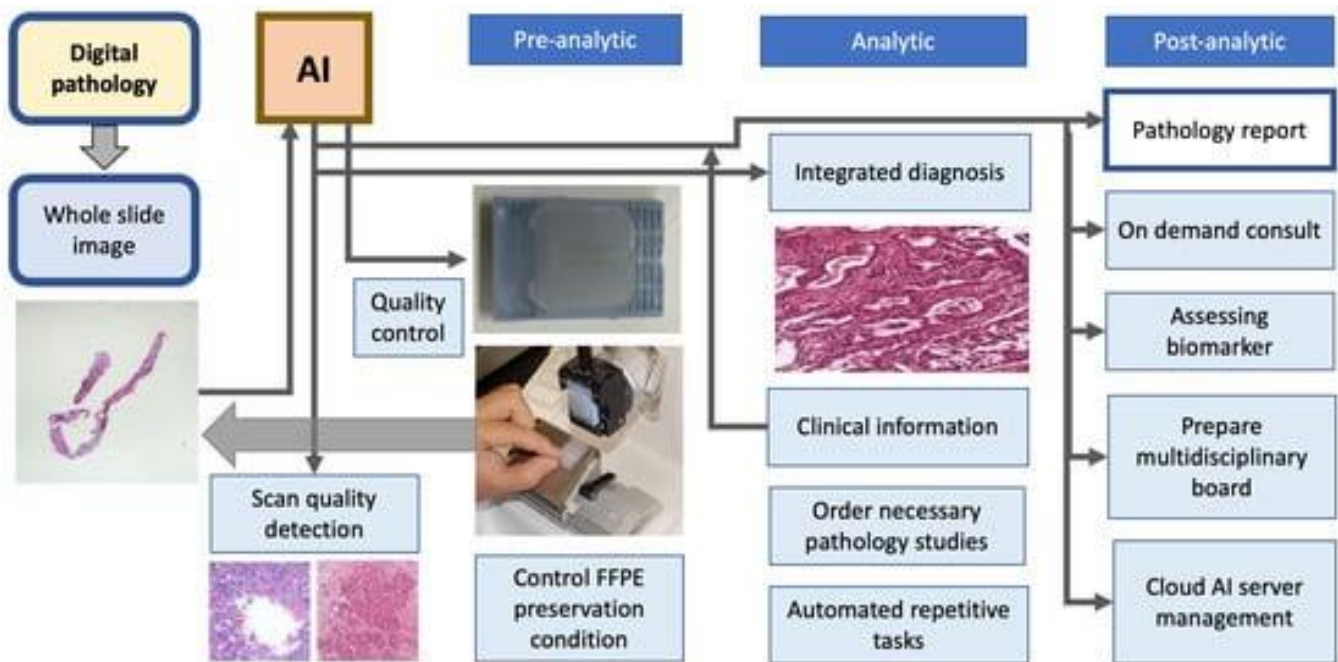 Digital
pathology
AI
Pre-analytic
Analytic
Post-analytic
Whole slide
image
Quality
control
Scan quality
detection
Control FFPE
preservation
condition
Integrated diagnosis
Clinical information
Order necessary
pathology studies
Automated repetitive
tasks
Pathology report
On demand consult
Assessing
biomarker
Prepare
multidisciplinary
board
Cloud AI server
management